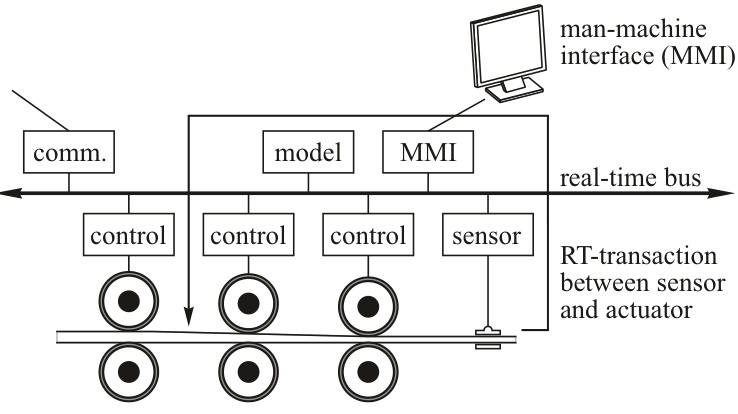 man-machine
interface (MMI)
comm.
model
MMI
real-time bus
control
control
control
sensor
RT-transaction
between sensor
and actuator